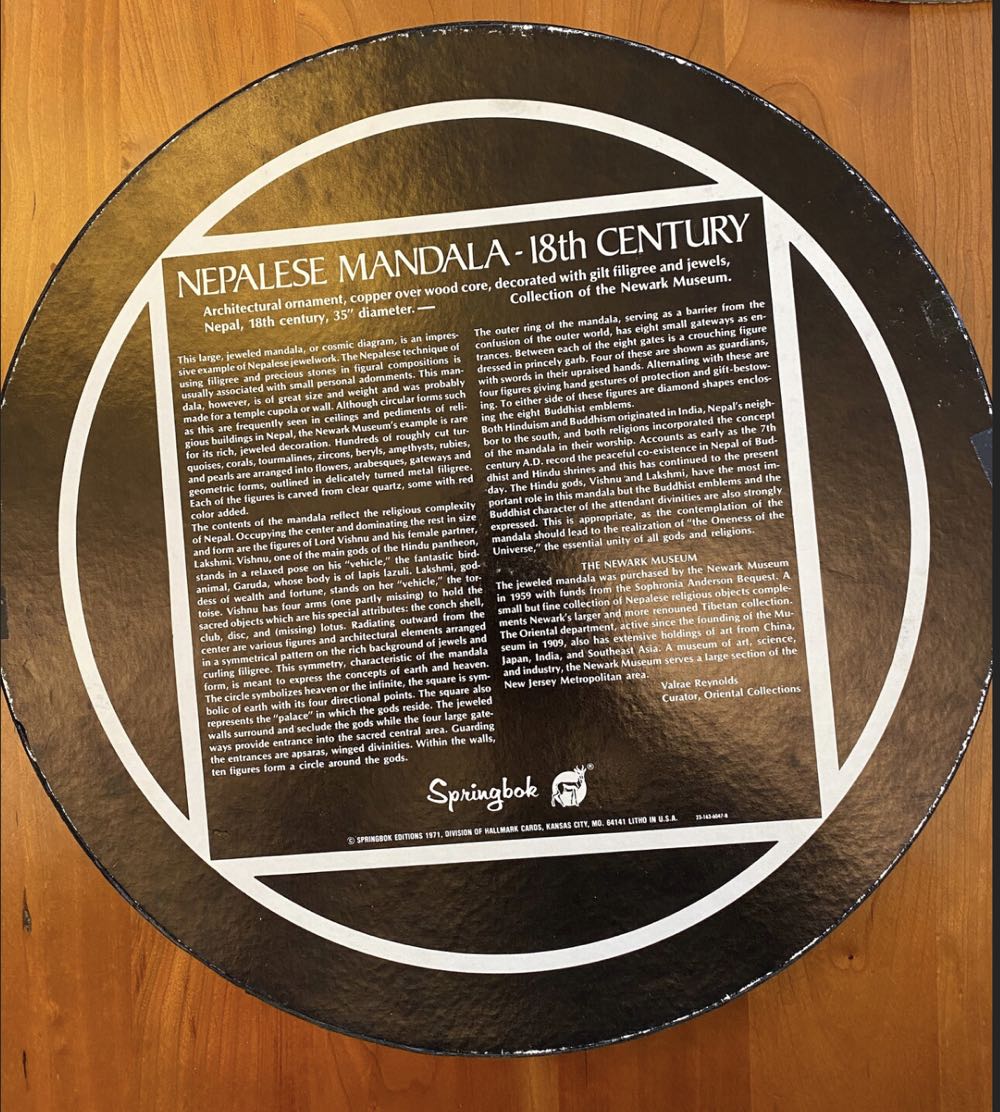 NEPALESE MANDALA - 18th CENTURY
Architectural ornament, copper over wood core, decorated with gilt filigree and jewels,
Nepal, 18th century, 35" diameter. — Collection of the Newark Museum.
This large, jeweled mandala, or cosmic diagram, is an impres-
sive example of Nepalese jewelwork. The Nepalese technique of
using filigree and precious stones in figural compositions is
usually associated with small personal adornments. This man-
dala, however, is of great size and weight and was probably
made for a temple cupola or wall. Although circular forms such
as this are frequently seen in ceilings and pediments of reli-
gious buildings in Nepal, the Newark Museum's example is rare
for its rich, jeweled decoration. Hundreds of roughly cut tur-
quoises, corals, tourmalines, zircons, beryls, ampthysts, rubies,
and pearls are arranged into flowers, arabesques, gateways and
geometric forms, outlined in delicately turned metal filigree.
Each of the figures is carved from clear quartz, some with red
color added.
The contents of the mandala reflect the religious complexity
of Nepal. Occupying the center and dominating the rest in size
and form are the figures of Lord Vishnu and his female partner,
Lakshmi. Vishnu, one of the main gods of the Hindu pantheon,
stands in a relaxed pose on his "vehicle," the fantastic bird-
animal, Garuda, whose body is of lapis lazuli. Lakshmi, god-
dess of wealth and fortune, stands on her "vehicle," the tor-
toise. Vishnu has four arms (one partly missing) to hold the
sacred objects which are his special attributes: the conch shell,
club, disc, and (missing) lotus. Radiating outward from the
center are various figures and architectural elements arranged
in a symmetrical pattern on the rich background of jewels and
curling filigree. This symmetry, characteristic of the mandala
form, is meant to express the concepts of earth and heaven.
The circle symbolizes heaven or the infinite, the square is sym-
bolic of earth with its four directional points. The square also
represents the "palace" in which the gods reside. The jeweled
walls surround and seclude the gods while the four large gate-
ways provide entrance into the sacred central area. Guarding
the entrances are apsaras, winged divinities. Within the walls,
ten figures form a circle around the gods.
The outer ring of the mandala, serving as a barrier from the
confusion of the outer world, has eight small gateways as en-
trances. Between each of the eight gates is a crouching figure
dressed in princely garb. Four of these are shown as guardians,
with swords in their upraised hands. Alternating with these are
four figures giving hand gestures of protection and gift-bestow-
ing. To either side of these figures are diamond shapes enclos-
ing the eight Buddhist emblems.
Both Hinduism and Buddhism originated in India, Nepal's neigh-
bor to the south, and both religions incorporated the concept
of the mandala in their worship. Accounts as early as the 7th
century A.D. record the peaceful co-existence in Nepal of Bud-
dhist and Hindu shrines and this has continued to the present
day. The Hindu gods, Vishnu and Lakshmi, have the most im-
portant role in this mandala but the Buddhist emblems and the
Buddhist character of the attendant divinities are also strongly
expressed. This is appropriate, as the contemplation of the
mandala should lead to the realization of "the Oneness of the
Universe," the essential unity of all gods and religions.
THE NEWARK MUSEUM
The jeweled mandala was purchased by the Newark Museum
in 1959 with funds from the Sophronia Anderson Bequest. A
small but fine collection of Nepalese religious objects comple-
ments Newark's larger and more renouned Tibetan collection.
The Oriental department, active since the founding of the Mu-
seum in 1909, also has extensive holdings of art from China,
Japan, India, and Southeast Asia. A museum of art, science,
and industry, the Newark Museum serves a large section of the
New Jersey Metropolitan area.
Valrae Reynolds
Curator, Oriental Collections
Springbok ®
© SPRINGBOK EDITIONS 1971, DIVISION OF HALLMARK CARDS, KANSAS CITY, MO. 64141 LITHO IN U.S.A.